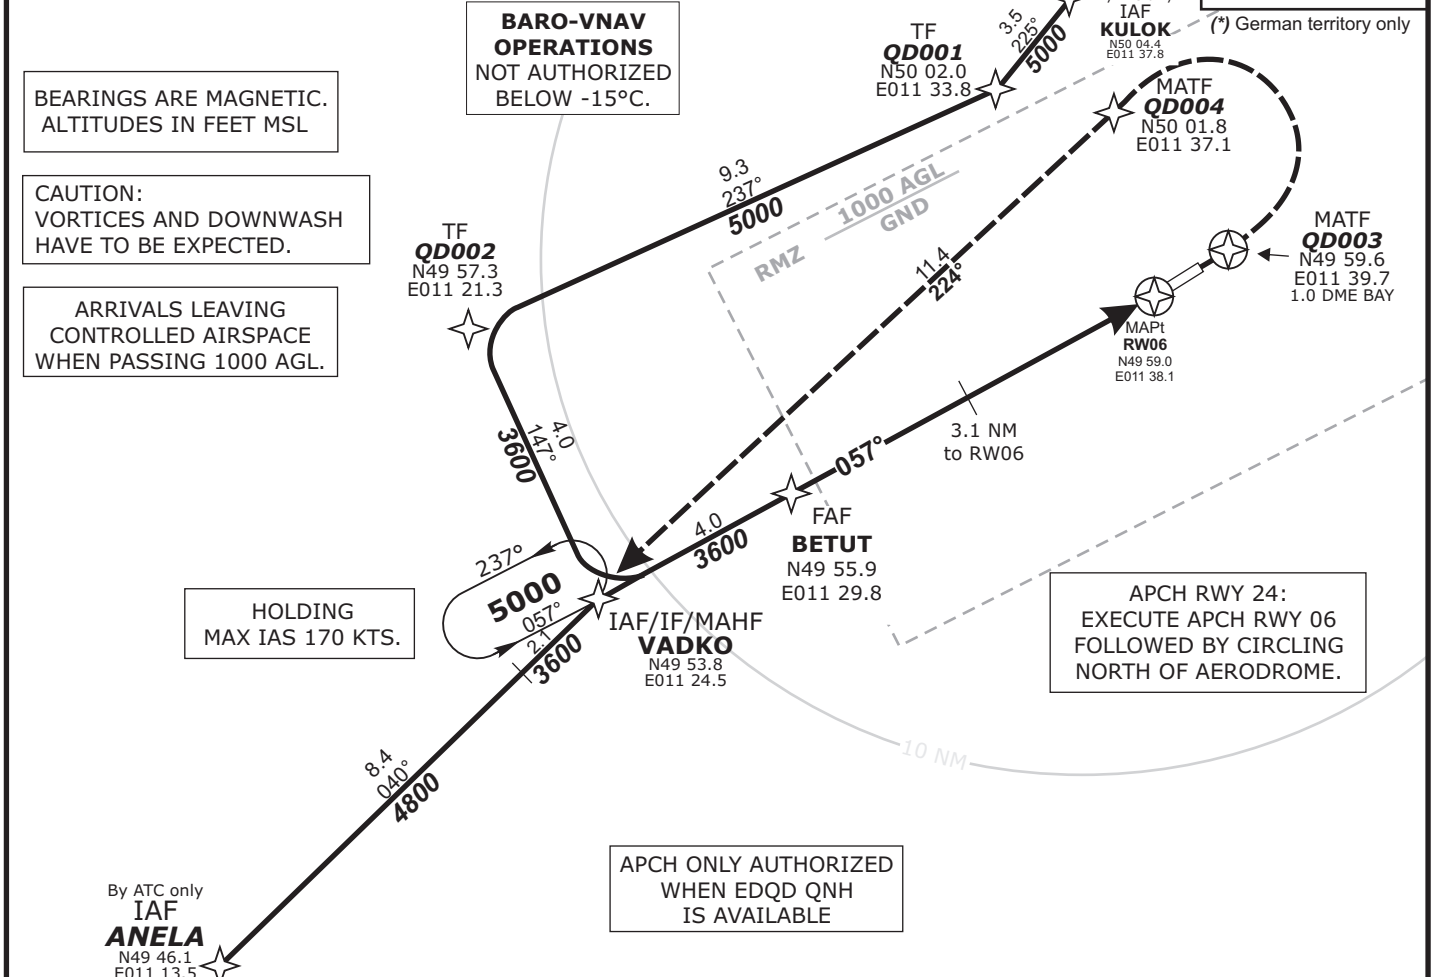 BARO-VNAV
OPERATIONS
NOT AUTHORIZED
BELOW -15°C.
BEARINGS ARE MAGNETIC.
ALTITUDES IN FEET MSL
CAUTION:
VORTICES AND DOWNWASH
HAVE TO BE EXPECTED.
ARRIVALS LEAVING
CONTROLLED AIRSPACE
WHEN PASSING 1000 AGL.
IAF
KULOK
N50 04.4
E011 37.8
(*) German territory only
3.5
225°
5000
TF
QD001
N50 02.0
E011 33.8
MATF
QD004
N50 01.8
E011 37.1
9.3
237°
5000
1000 AGL
GND
RMZ
TF
QD002
N49 57.3
E011 21.3
11.4
224°
MATF
QD003
N49 59.6
E011 39.7
1.0 DME BAY
MAPt
RW06
N49 59.0
E011 38.1
4.0
147°
3600
3.1 NM
to RW06
057°
4.0
3600
FAF
BETUT
N49 55.9
E011 29.8
237°
5000
057°
2.1
3600
HOLDING
MAX IAS 170 KTS.
IAF/IF/MAHF
VADKO
N49 53.8
E011 24.5
APCH RWY 24:
EXECUTE APCH RWY 06
FOLLOWED BY CIRCLING
NORTH OF AERODROME.
10 NM
8.4
040°
4800
APCH ONLY AUTHORIZED
WHEN EDQD QNH
IS AVAILABLE
By ATC only
IAF
ANELA
N49 46.1
E011 13.5